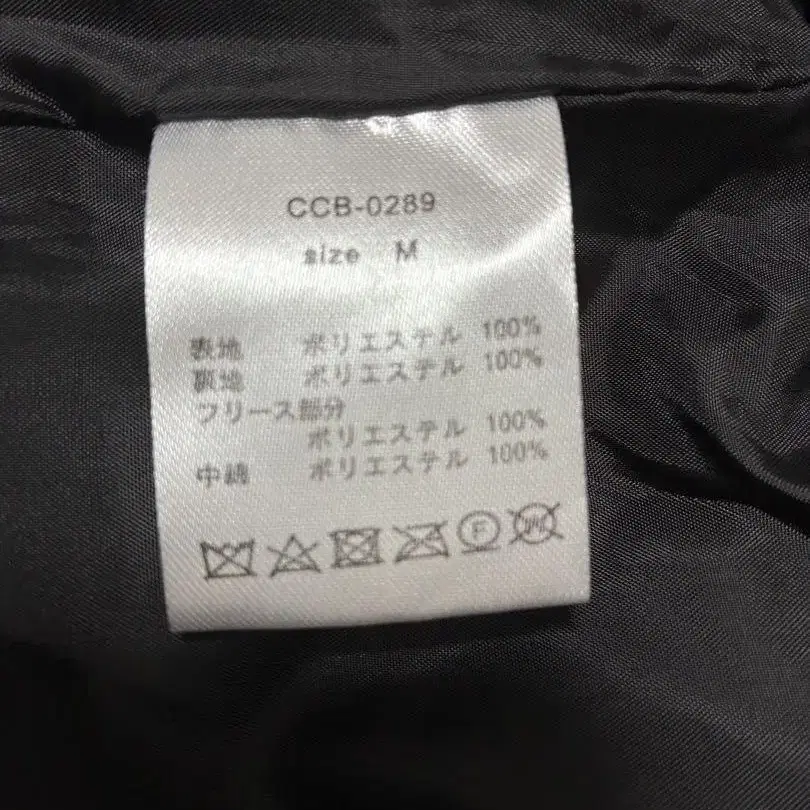 CCB-0289
size M
表地 ポリエステル 100%
裏地 ポリエステル 100%
フリース部分
ポリエステル 100%
中綿 ポリエステル 100%
F W